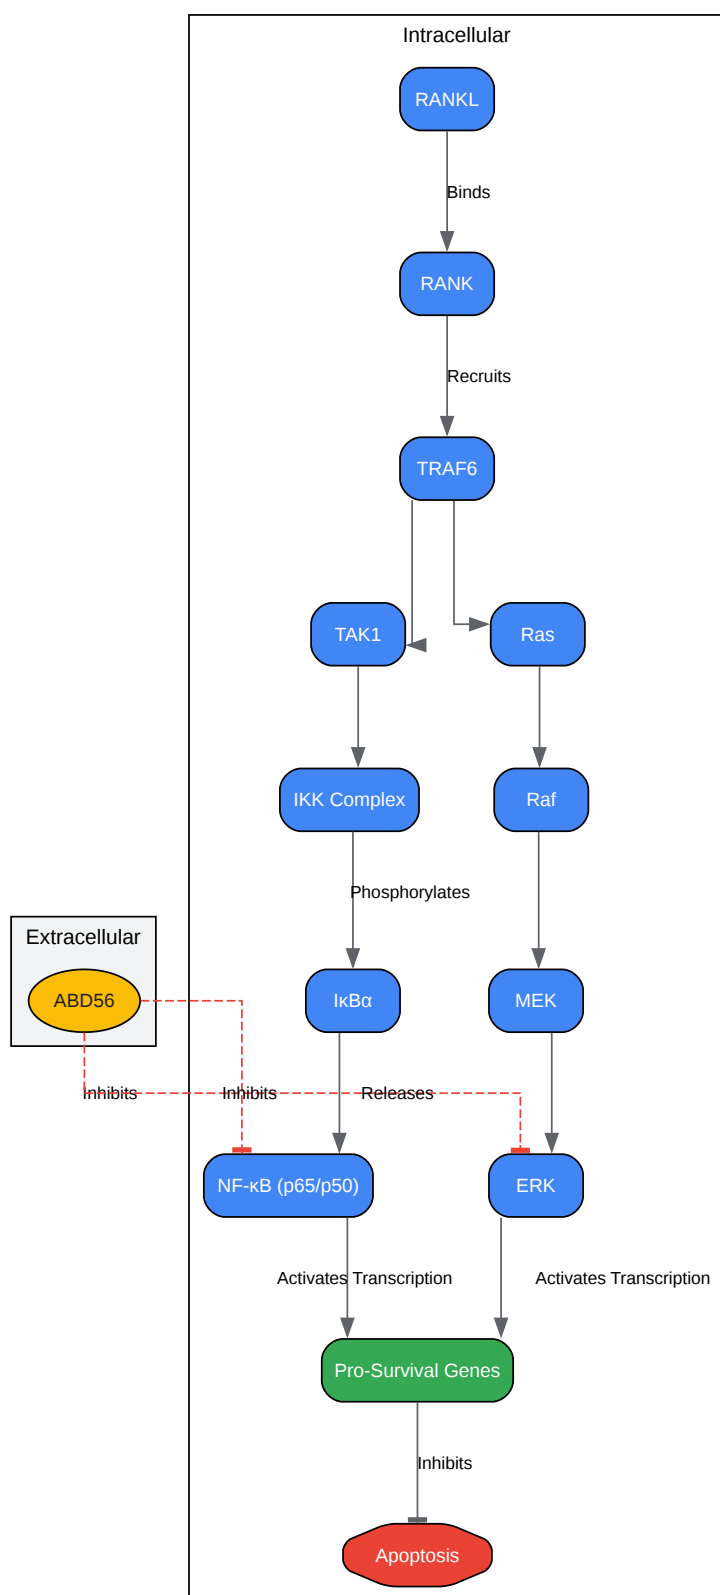 Intracellular
RANKL
Binds
RANK
Recruits
TRAF6
TAK1
Ras
IKK Complex
Raf
Phosphorylates
Extracellular
ABD56
IκBα
MEK
Inhibits
Inhibits
Releases
NF-κB (p65/p50)
ERK
Activates Transcription
Activates Transcription
Pro-Survival Genes
Inhibits
Apoptosis